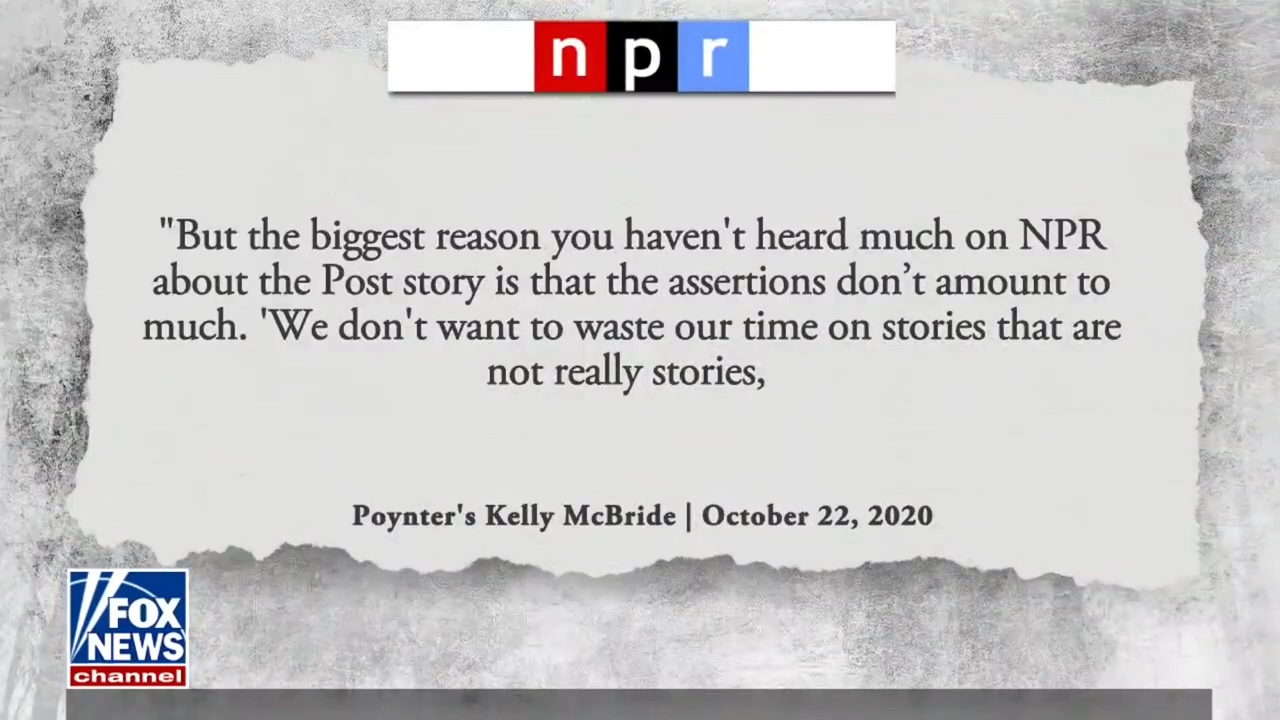 npr
"But the biggest reason you haven't heard much on NPR
about the Post story is that the assertions don’t amount to
much. 'We don't want to waste our time on stories that are
not really stories,
Poynter's Kelly McBride | October 22, 2020
FOX
NEWS
channel